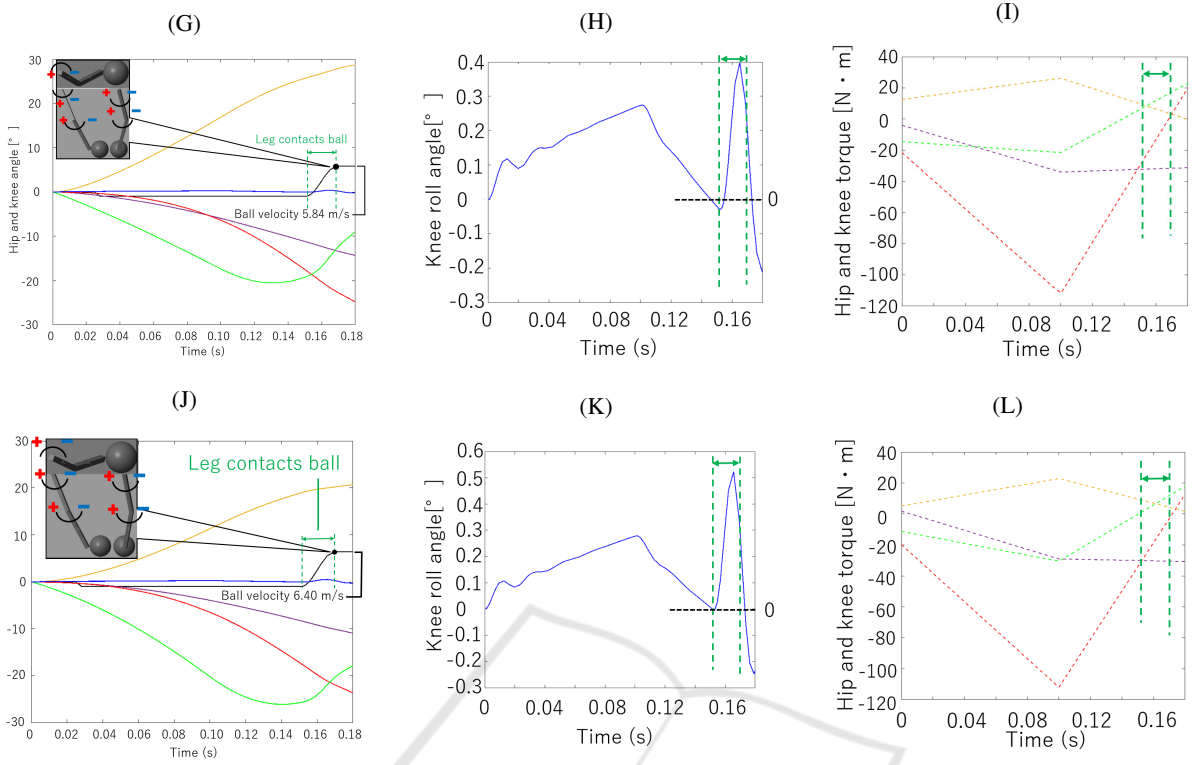 (G)
30
20
10
0
-10
-20
-30
Hip and knee angle [° ]
+
-
+
-
+
-
+
-
+
-
Leg contacts ball
Ball velocity 5.84 m/s
0 0.02 0.04 0.06 0.08 0.10 0.12 0.14 0.16 0.18
Time (s)
(H)
0.4
0.3
0.2
0.1
0
-0.1
-0.2
0.3
Knee roll angle[° ]
0
0 0.04 0.08 0.12 0.16
Time (s)
(I)
40
20
0
-20
-40
-60
-80
-100
-120
Hip and knee torque [N・m]
0 0.04 0.08 0.12 0.16
Time (s)
(J)
30
20
10
0
-10
-20
-30
+
-
+
-
+
-
+
-
+
-
Leg contacts ball
Ball velocity 6.40 m/s
0 0.02 0.04 0.06 0.08 0.10 0.12 0.14 0.16 0.18
Time (s)
(K)
0.6
0.5
0.4
0.3
0.2
0.1
0
-0.1
-0.2
-0.3
Knee roll angle[° ]
0
0 0.04 0.08 0.12 0.16
Time (s)
(L)
40
20
0
-20
-40
-60
-80
-100
-120
Hip and knee torque [N・m]
0 0.04 0.08 0.12 0.16
Time (s)